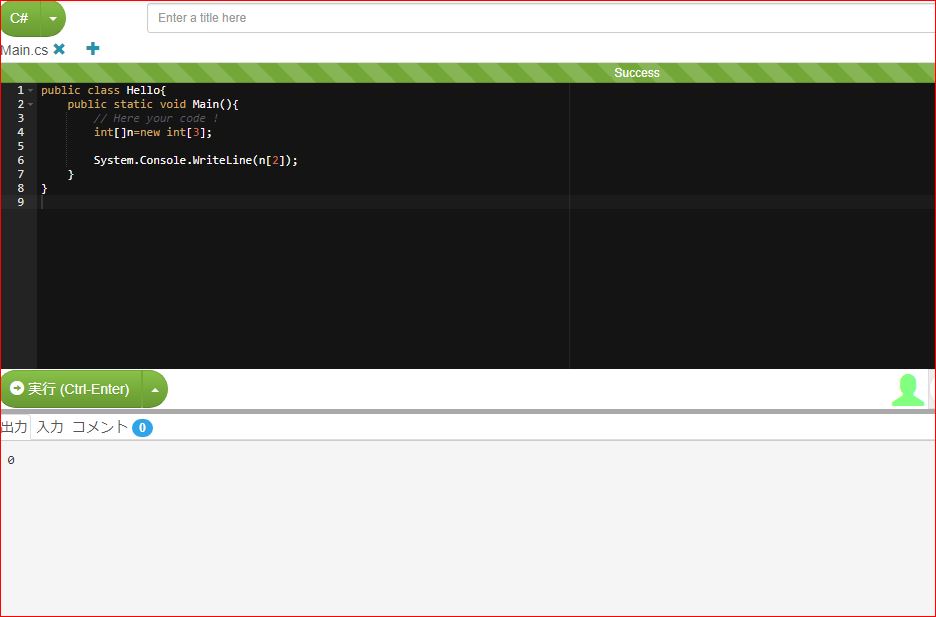 C#
Enter a title here
Main.cs
Success
1 public class Hello{
2     public static void Main(){
3         // Here your code !
4         int[]n=new int[3];
5
6         System.Console.WriteLine(n[2]);
7     }
8 }
9
実行 (Ctrl-Enter)
出力 入力 コメント 0
0